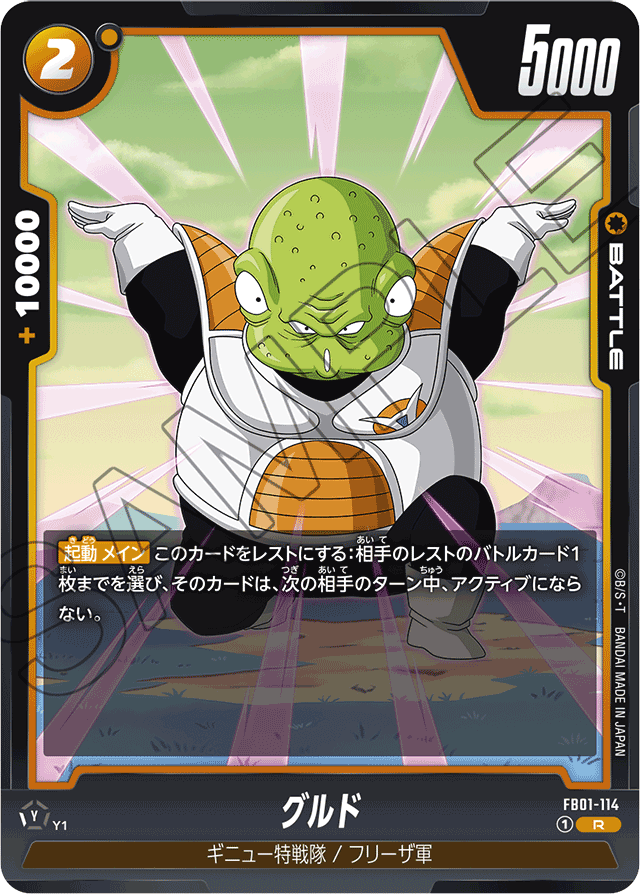 2
5000
+ 10000
BATTLE
SAMPLE
起動 メイン このカードをレストにする：相手のレストのバトルカード1
枚までを選び、そのカードは、次の相手のターン中、アクティブになら
ない。
©B/S・T BANDAI MADE IN JAPAN
グルド
FB01-114
Y Y1
1 R
ギニュー特戦隊 / フリーザ軍